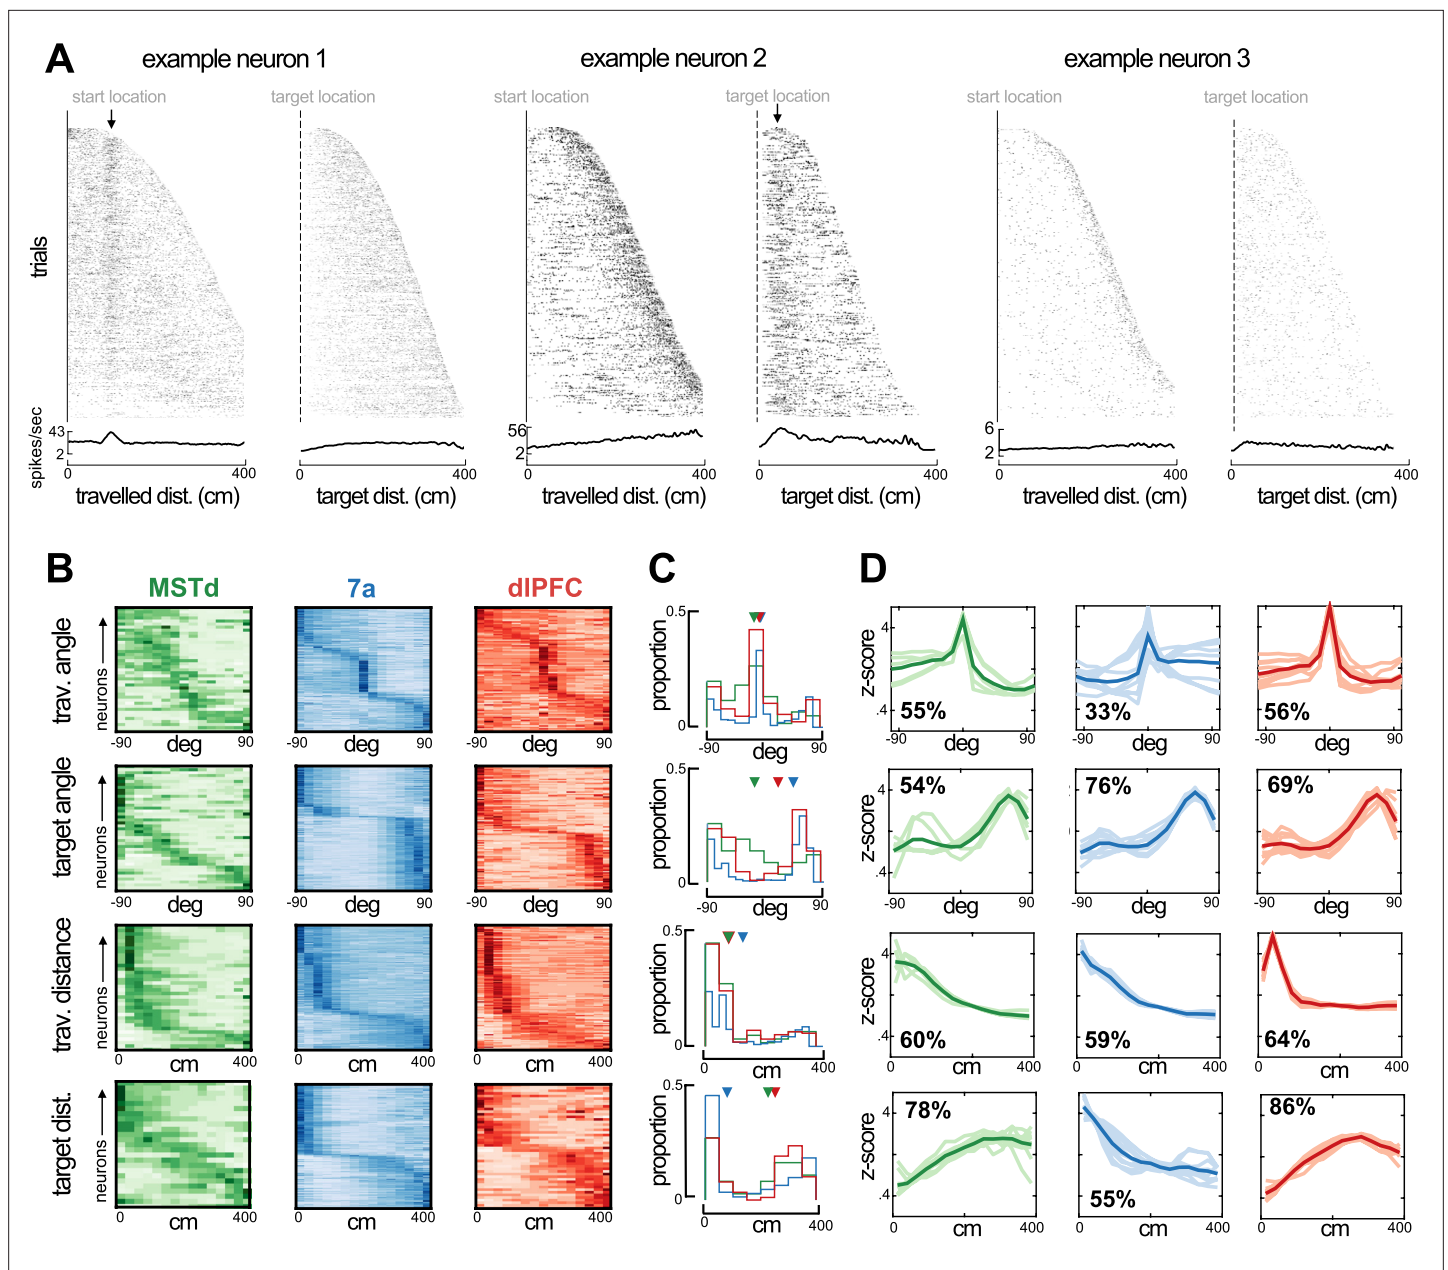 A
example neuron 1
example neuron 2
example neuron 3
start location
target location
start location
target location
start location
target location
trials
spikes/sec
43
2
56
2
6
2
0 400
0 400
0 400
0 400
0 400
0 400
travelled dist. (cm)
target dist. (cm)
travelled dist. (cm)
target dist. (cm)
travelled dist. (cm)
target dist. (cm)
B
MSTd
7a
dlPFC
C
D
trav. angle
neurons
-90 deg 90
-90 deg 90
-90 deg 90
proportion
0.5
0
-90 deg 90
z-score
4
.4
55%
33%
56%
-90 deg 90
-90 deg 90
-90 deg 90
target angle
neurons
-90 deg 90
-90 deg 90
-90 deg 90
proportion
0.5
0
-90 deg 90
z-score
4
.4
54%
76%
69%
-90 deg 90
-90 deg 90
-90 deg 90
trav. distance
neurons
0 cm 400
0 cm 400
0 cm 400
proportion
0.5
0
0 cm 400
z-score
4
.4
60%
59%
64%
cm
cm
cm
target dist.
neurons
0 cm 400
0 cm 400
0 cm 400
proportion
0.5
0
0 cm 400
z-score
4
.4
78%
55%
86%
0 cm 400
0 cm 400
0 cm 400